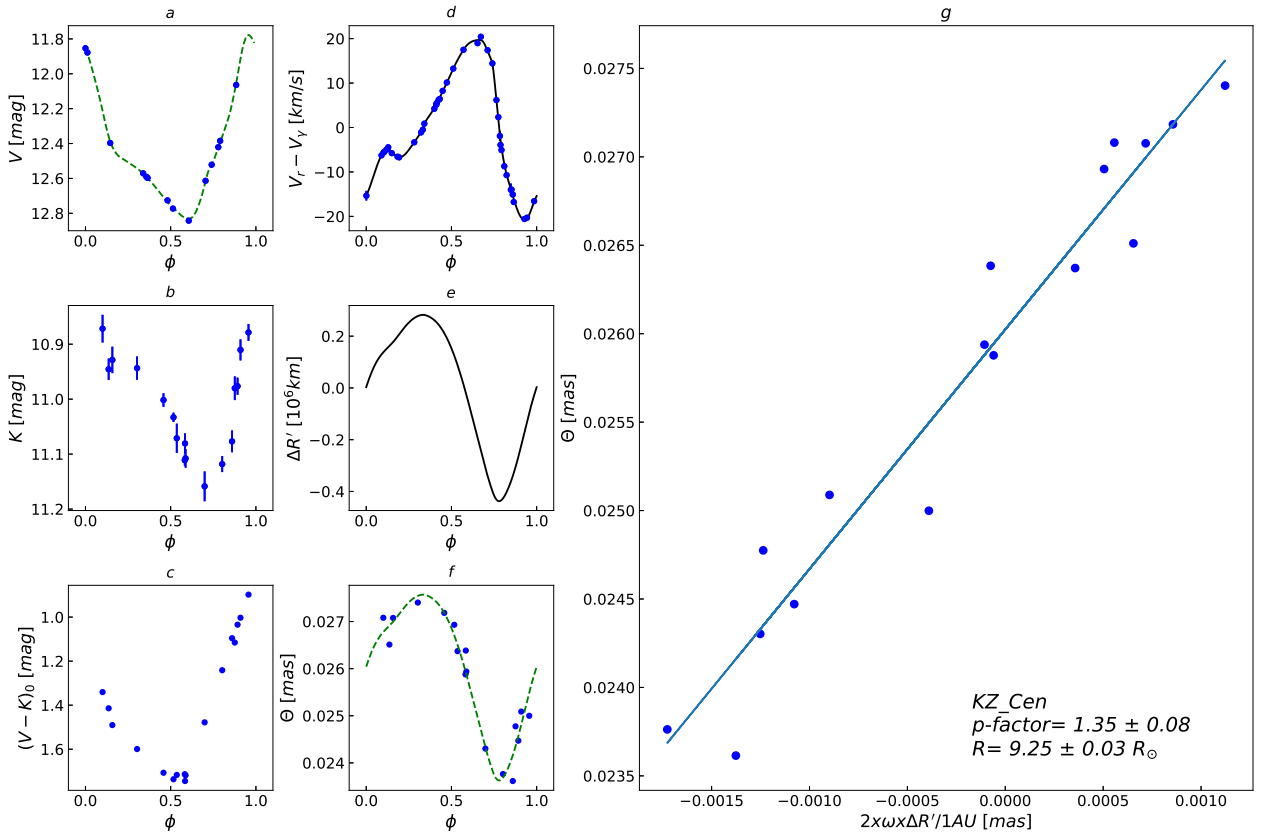 a
V [mag]
11.8
12.0
12.2
12.4
12.6
12.8
0.0 0.5 1.0
ϕ
b
K [mag]
10.9
11.0
11.1
11.2
0.0 0.5 1.0
ϕ
c
(V − K)₀ [mag]
1.0
1.2
1.4
1.6
0.0 0.5 1.0
ϕ
d
Vᵣ − Vᵧ [km/s]
20
10
0
−10
−20
0.0 0.5 1.0
ϕ
e
ΔR′ [10⁶km]
0.2
0.0
−0.2
−0.4
0.0 0.5 1.0
ϕ
f
Θ [mas]
0.027
0.026
0.025
0.024
0.0 0.5 1.0
ϕ
g
Θ [mas]
0.0275
0.0270
0.0265
0.0260
0.0255
0.0250
0.0245
0.0240
0.0235
KZ_Cen
p-factor= 1.35 ± 0.08
R= 9.25 ± 0.03 R☉
−0.0015 −0.0010 −0.0005 0.0000 0.0005 0.0010
2xωxΔR′/1AU [mas]